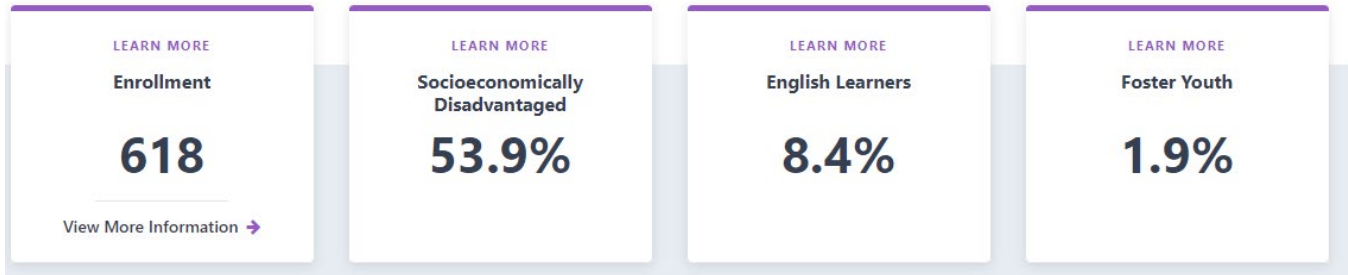 LEARN MORE
Enrollment
618
View More Information
LEARN MORE
Socioeconomically
Disadvantaged
53.9%
LEARN MORE
English Learners
8.4%
LEARN MORE
Foster Youth
1.9%